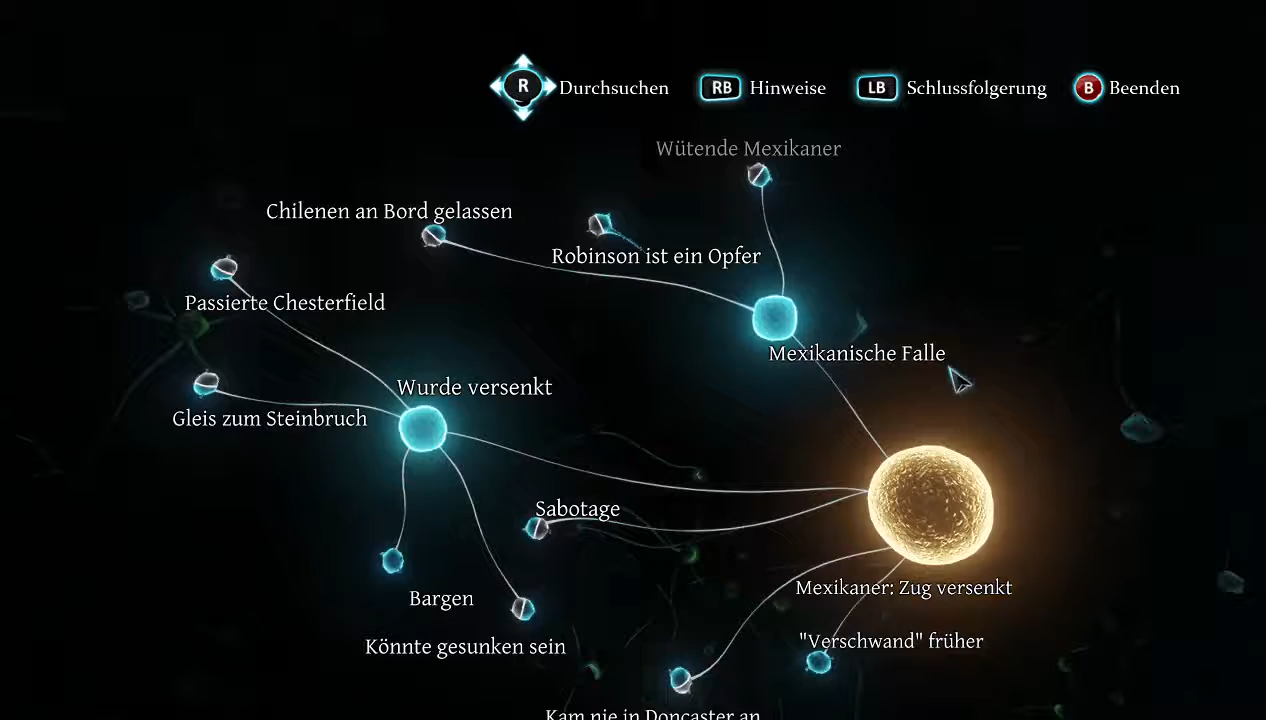 R Durchsuchen RB Hinweise LB Schlussfolgerung B Beenden
Wütende Mexikaner
Chilenen an Bord gelassen
Robinson ist ein Opfer
Passierte Chesterfield
Mexikanische Falle
Wurde versenkt
Gleis zum Steinbruch
Sabotage
Mexikaner: Zug versenkt
Bargen
"Verschwand" früher
Könnte gesunken sein
Kam nie in Doncaster an